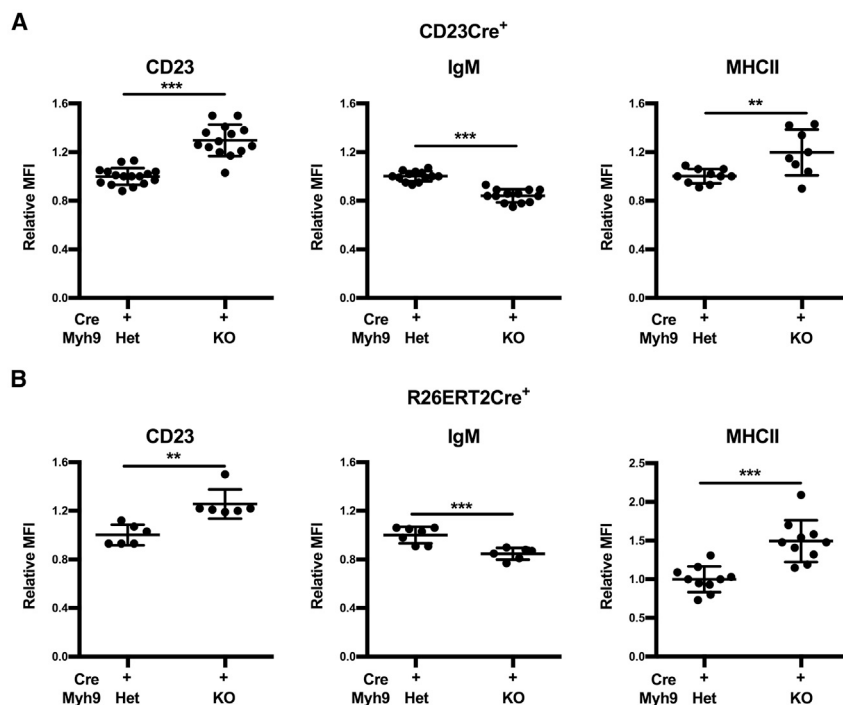 A
CD23Cre+
CD23 IgM MHCII
*** *** **
Relative MFI
1.6
1.2
0.8
0.4
0.0
Relative MFI
1.6
1.2
0.8
0.4
0.0
Relative MFI
1.6
1.2
0.8
0.4
0.0
Cre + + Cre + + Cre + +
Myh9 Het KO Myh9 Het KO Myh9 Het KO
B
R26ERT2Cre+
CD23 IgM MHCII
** *** ***
Relative MFI
1.6
1.2
0.8
0.4
0.0
Relative MFI
1.6
1.2
0.8
0.4
0.0
Relative MFI
2.5
2.0
1.5
1.0
0.5
0.0
Cre + + Cre + + Cre + +
Myh9 Het KO Myh9 Het KO Myh9 Het KO